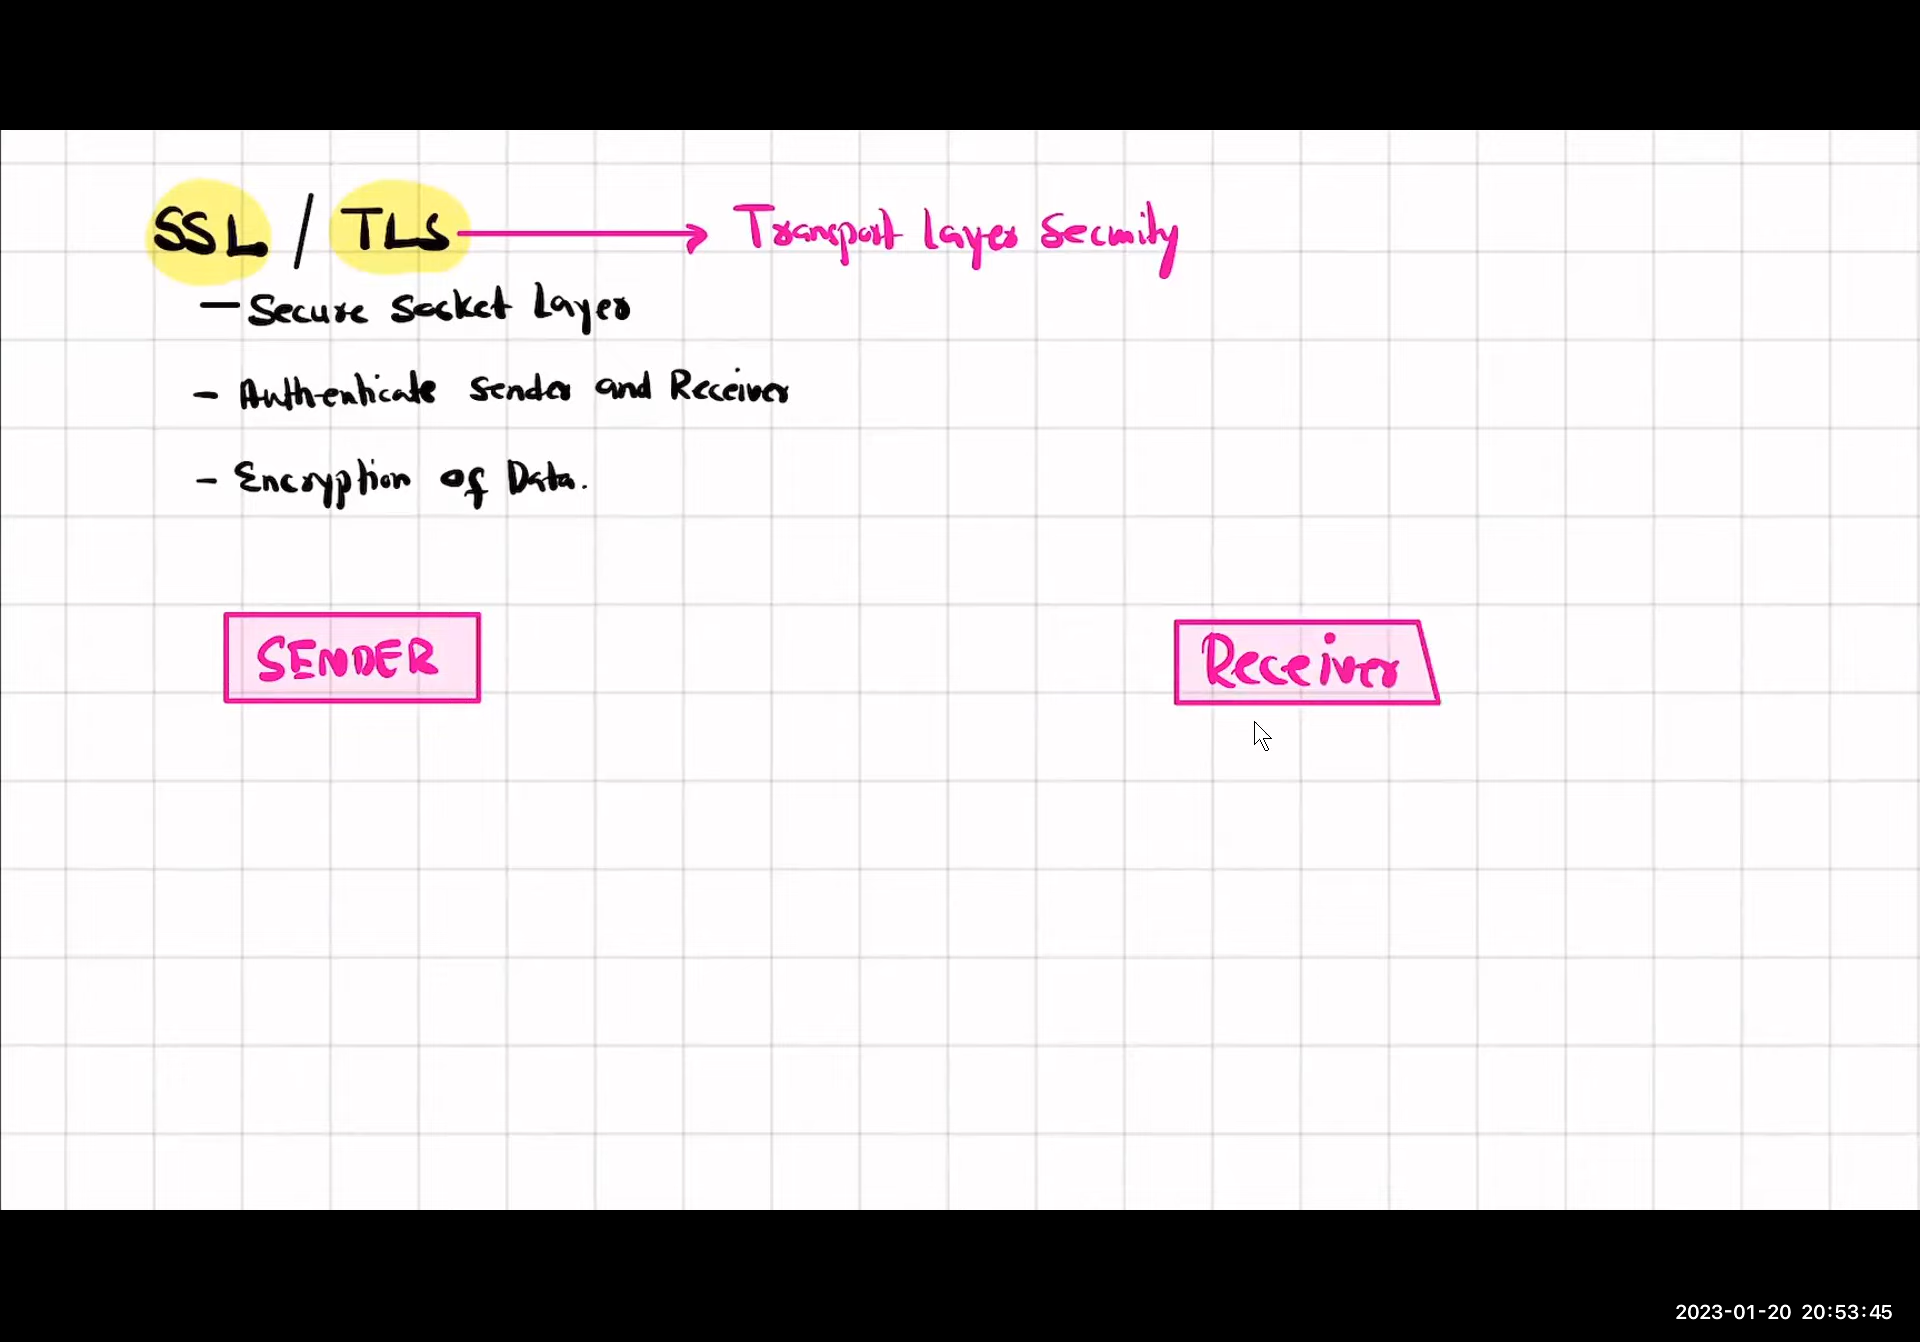 SSL / TLS → Transport Layer Security
— Secure Socket Layer
- Authenticate Sender and Receiver
- Encryption of Data.
SENDER Receiver
2023-01-20 20:53:45